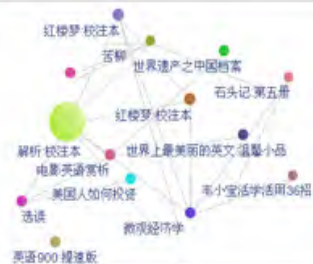 红楼梦 校注本
苦柳
世界遗产之中国档案
石头记 第五册
红楼梦 校注本
解析 校注本
世界上最美丽的英文 温馨小品
电影英语赏析
美国人如何投资
韦小宝活学活用36招
选读
微观经济学
英语900 提速版